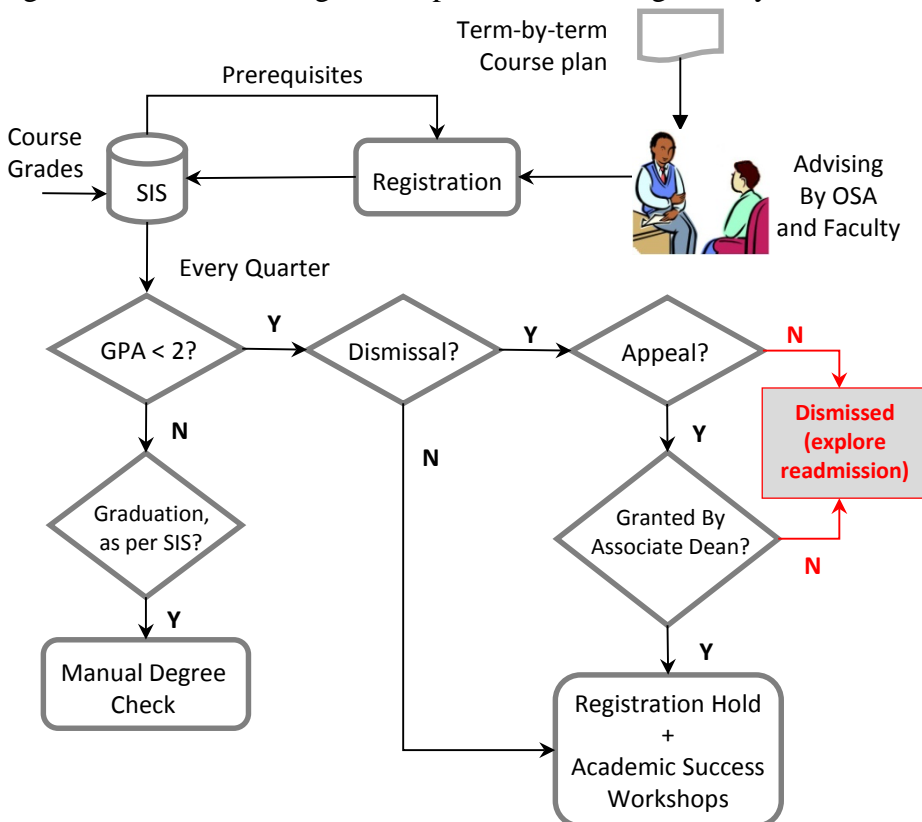 Term-by-term
Course plan
Prerequisites
Course
Grades
SIS
Registration
Advising
By OSA
and Faculty
Every Quarter
GPA < 2?
Y
Dismissal?
Y
Appeal?
N
Dismissed
(explore
readmission)
N
N
Y
Graduation,
as per SIS?
Granted By
Associate Dean?
N
Y
Y
Manual Degree
Check
Registration Hold
+
Academic Success
Workshops